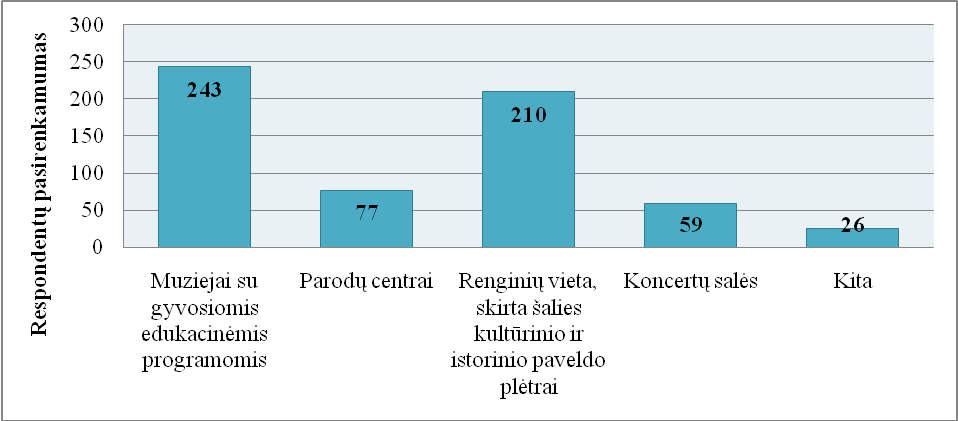 Respondentų pasirenkamumas
300
250
200
150
100
50
0
243
77
210
59
26
Muziejai su
gyvosiomis
edukacinėmis
programomis
Parodų centrai
Renginių vieta,
skirta šalies
kultūrinio ir
istorinio paveldo
plėtrai
Koncertų salės
Kita